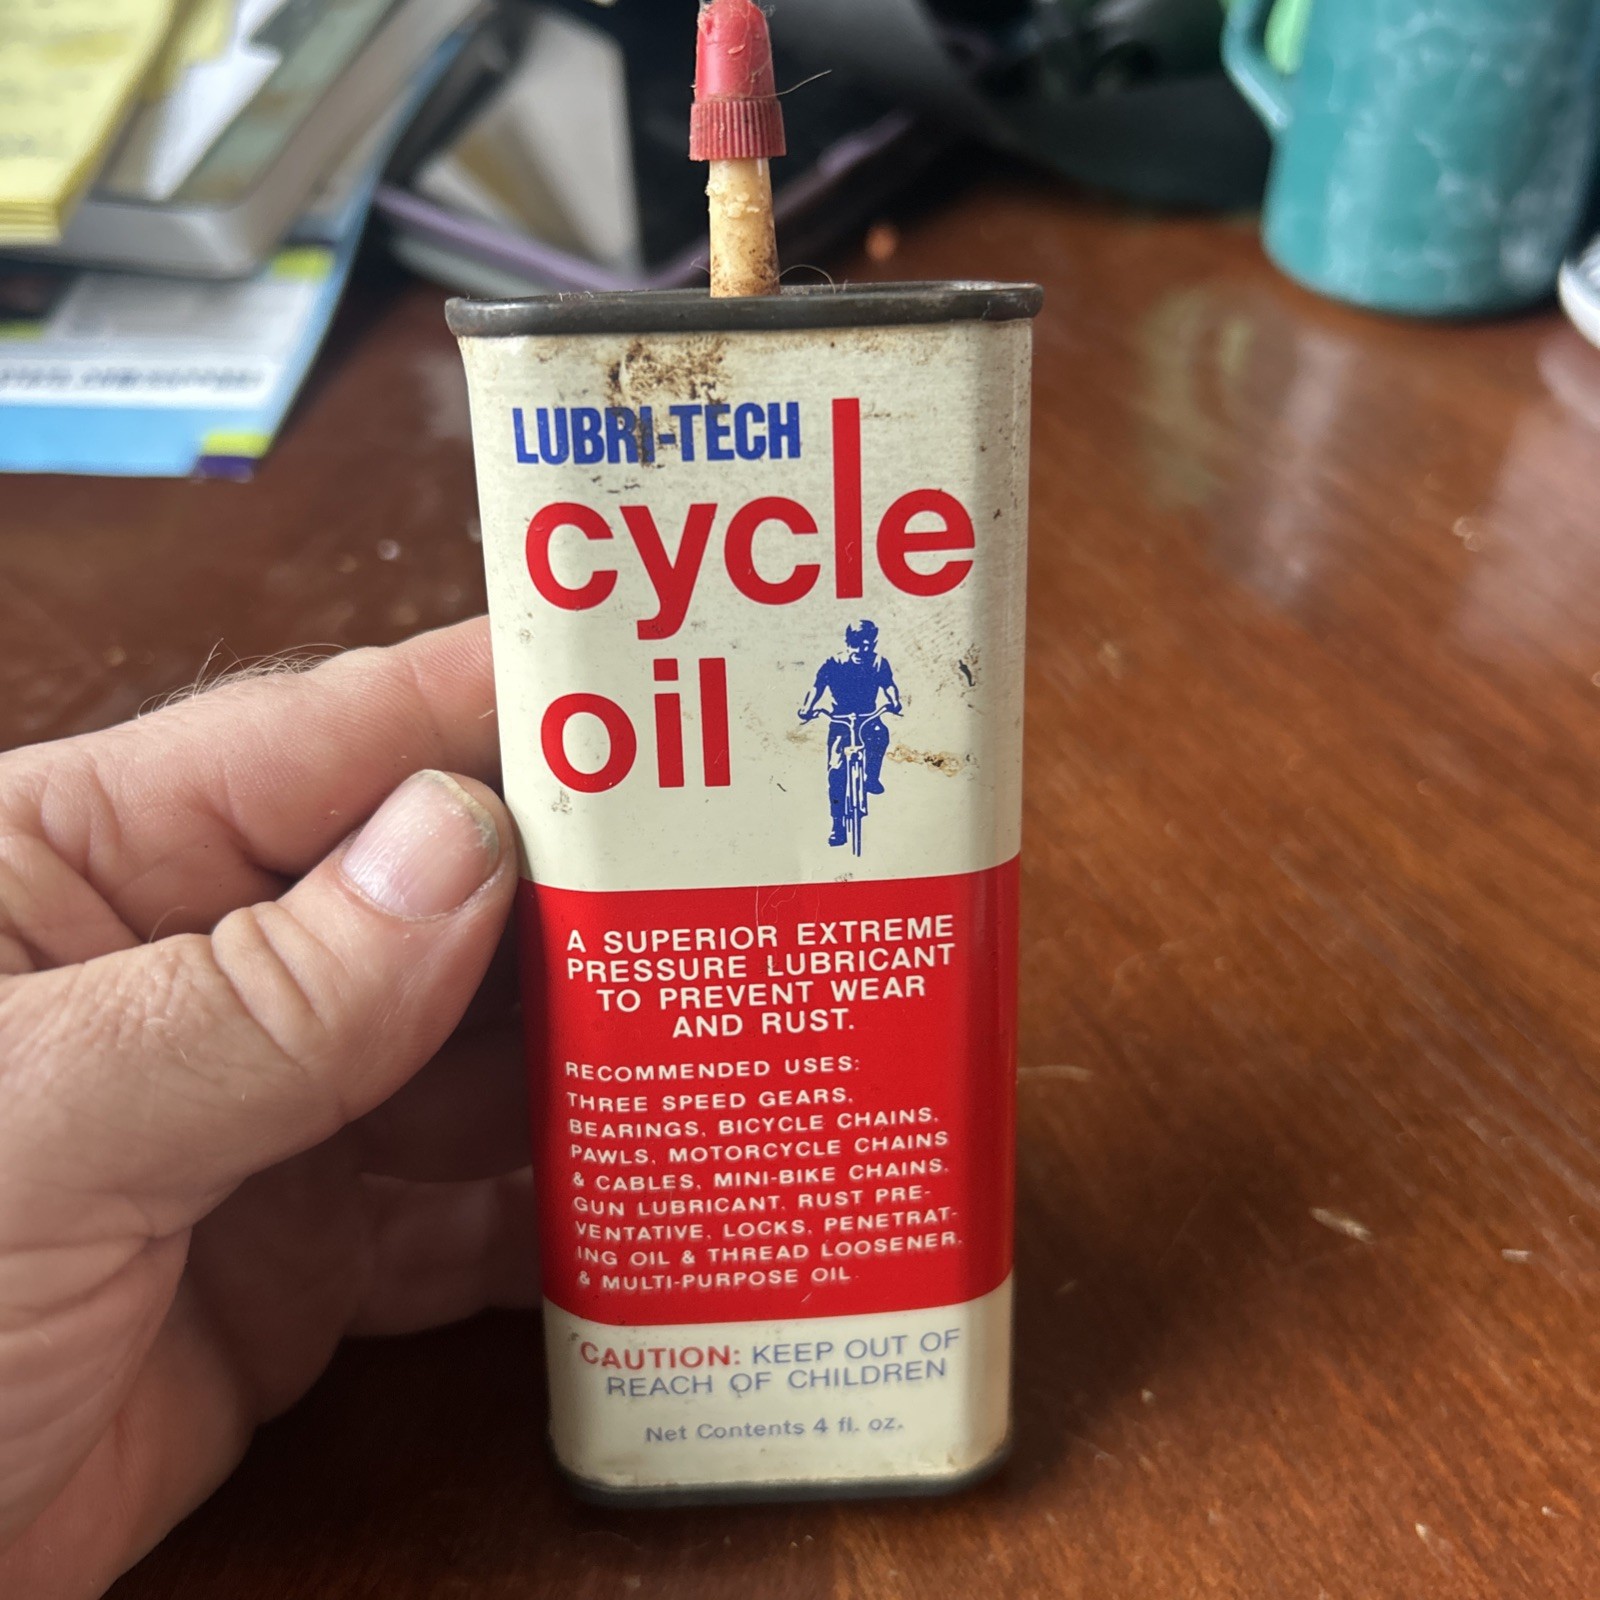 LUBRI-TECH
cycle
oil
A SUPERIOR EXTREME
PRESSURE LUBRICANT
TO PREVENT WEAR
AND RUST.
RECOMMENDED USES:
THREE SPEED GEARS,
BEARINGS, BICYCLE CHAINS,
PAWLS, MOTORCYCLE CHAINS
& CABLES, MINI-BIKE CHAINS,
GUN LUBRICANT, RUST PRE-
VENTATIVE, LOCKS, PENETRAT-
ING OIL & THREAD LOOSENER,
& MULTI-PURPOSE OIL.
CAUTION: KEEP OUT OF
REACH OF CHILDREN
Net Contents 4 fl. oz.